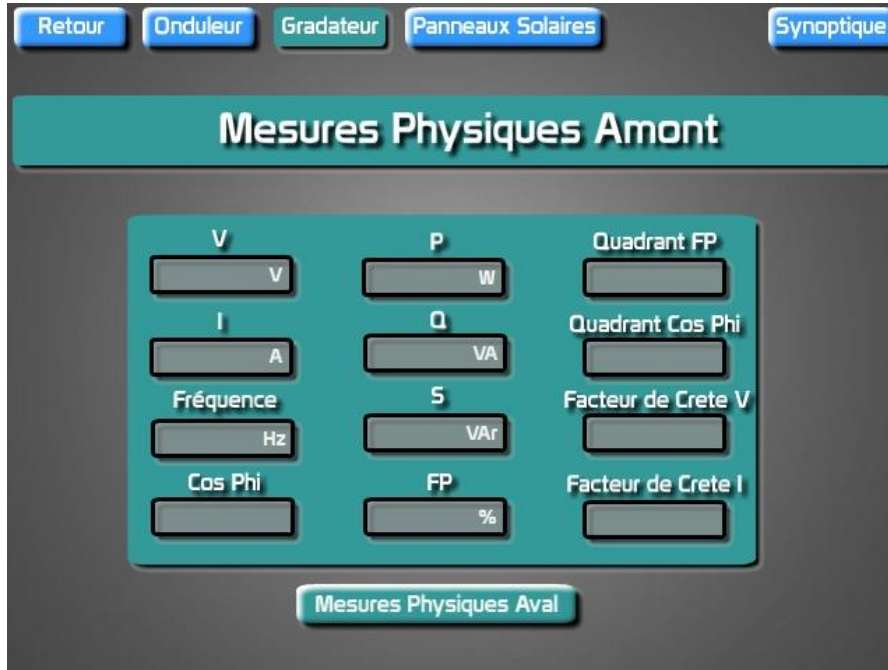 Retour Onduleur Gradateur Panneaux Solaires Synoptique
Mesures Physiques Amont
V P Quadrant FP
V W
I Q Quadrant Cos Phi
A VA
Fréquence S Facteur de Crete V
Hz VAr
Cos Phi FP Facteur de Crete I
%
Mesures Physiques Aval